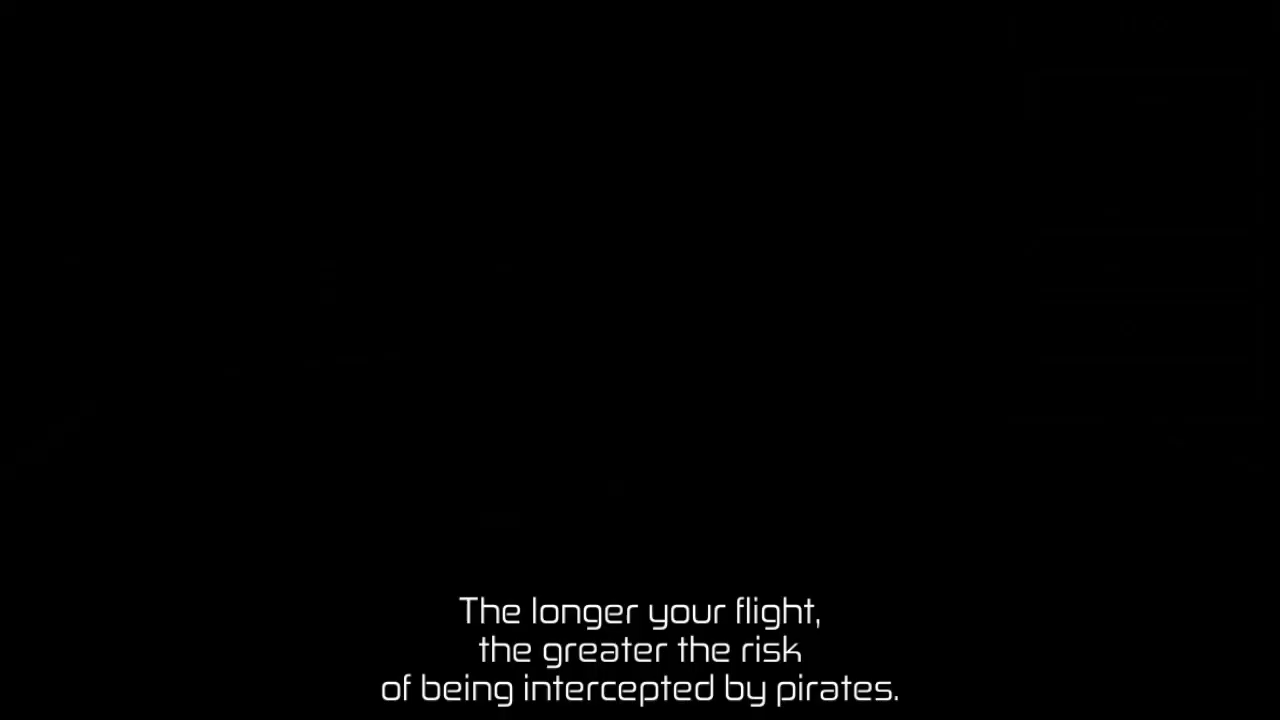 The longer your flight,
the greater the risk
of being intercepted by pirates.